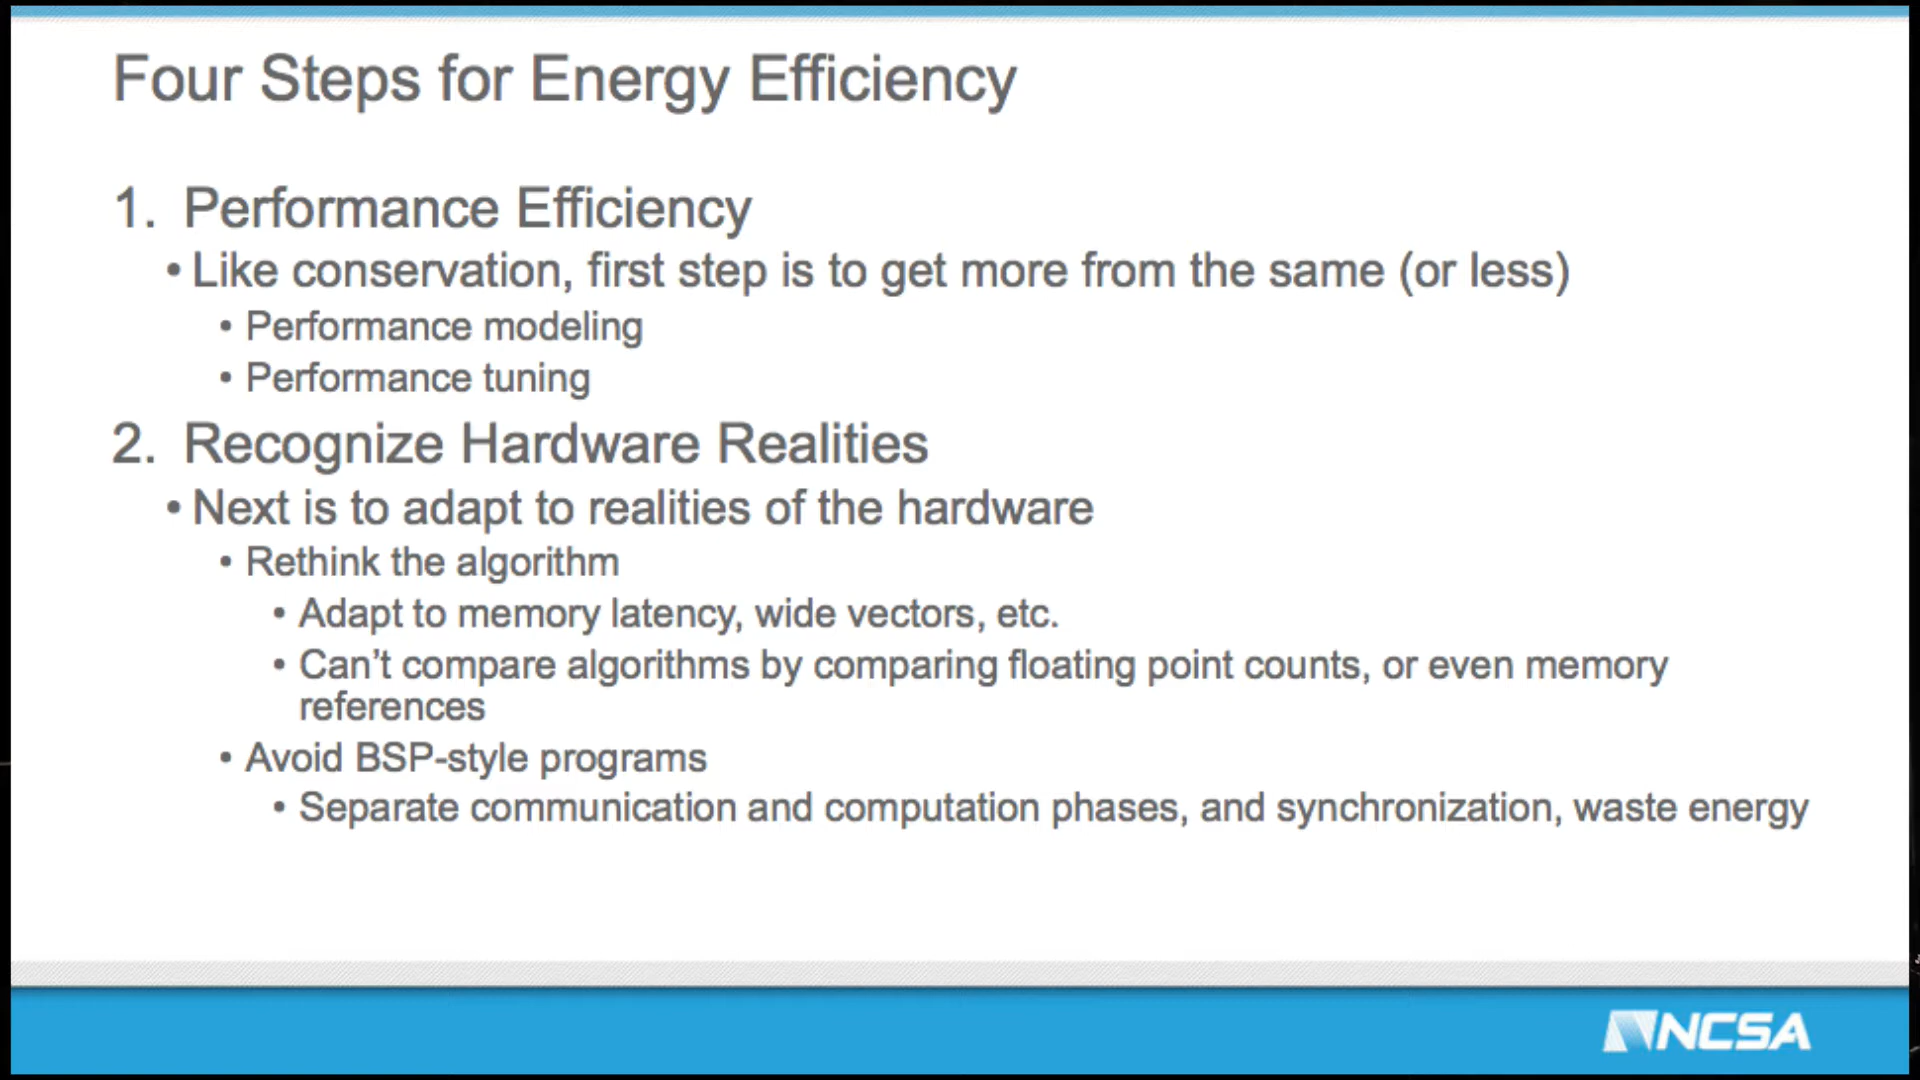 Four Steps for Energy Efficiency
1. Performance Efficiency
• Like conservation, first step is to get more from the same (or less)
• Performance modeling
• Performance tuning
2. Recognize Hardware Realities
• Next is to adapt to realities of the hardware
• Rethink the algorithm
• Adapt to memory latency, wide vectors, etc.
• Can’t compare algorithms by comparing floating point counts, or even memory
references
• Avoid BSP-style programs
• Separate communication and computation phases, and synchronization, waste energy
NCSA